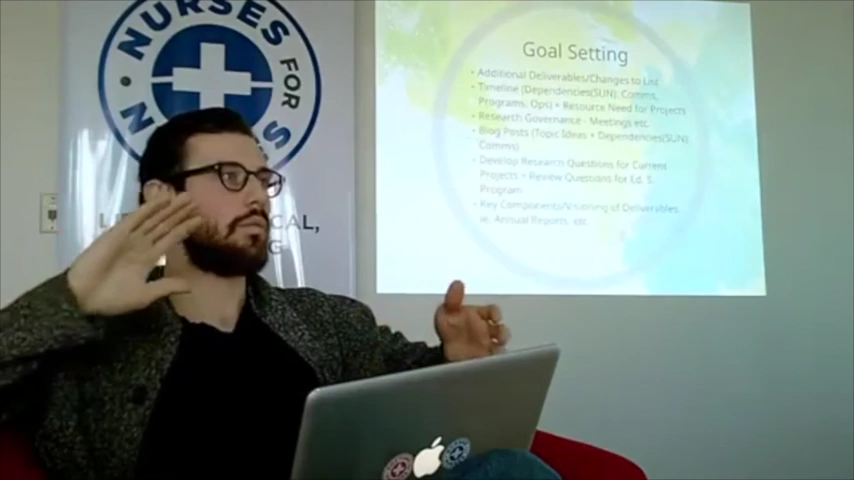 NURSES FOR
N
S
L
CAL,
G
Goal Setting
• Additional Deliverables/Changes to List
• Timeline (Dependencies(SUN): Comms,
Programs, Ops) + Resource Need for Projects
• Research Governance - Meetings etc.
• Blog Posts (Topic Ideas + Dependencies(SUN)
Comms)
• Develop Research Questions for Current
Projects + Review Questions for Ed. S.
Program
• Key Components/Visioning of Deliverables
ie. Annual Reports, etc.